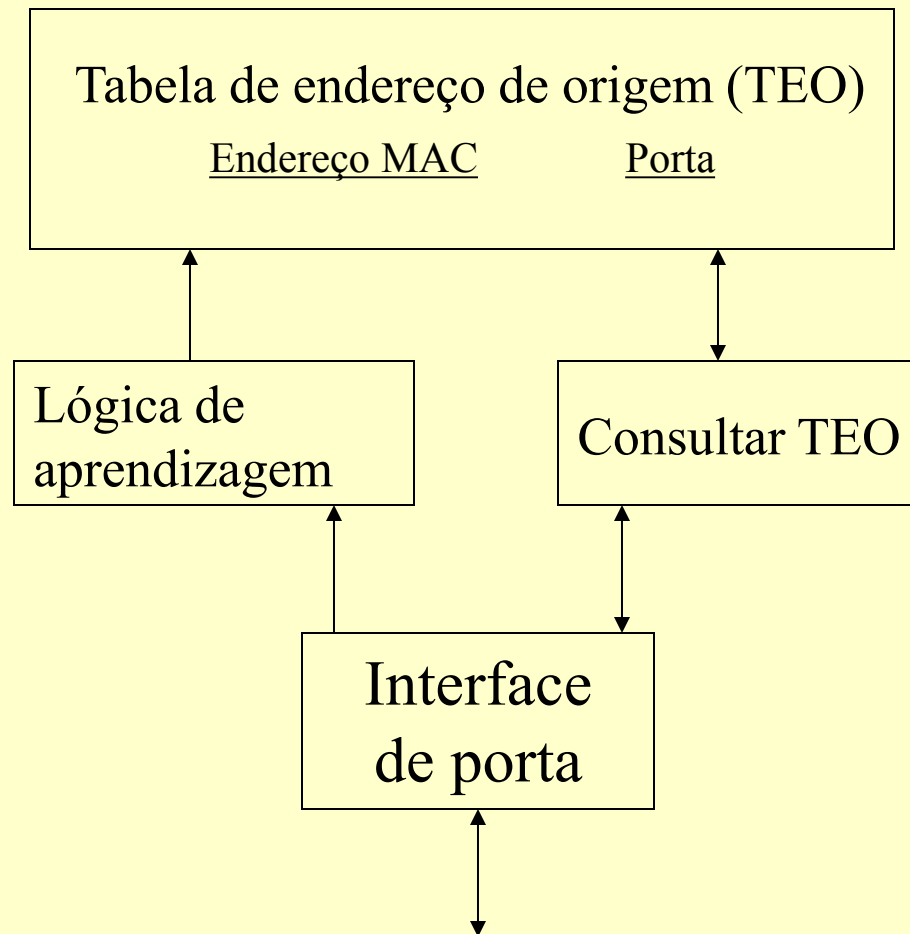 Tabela de endereço de origem (TEO)
Endereço MAC Porta
Lógica de
aprendizagem
Consultar TEO
Interface
de porta